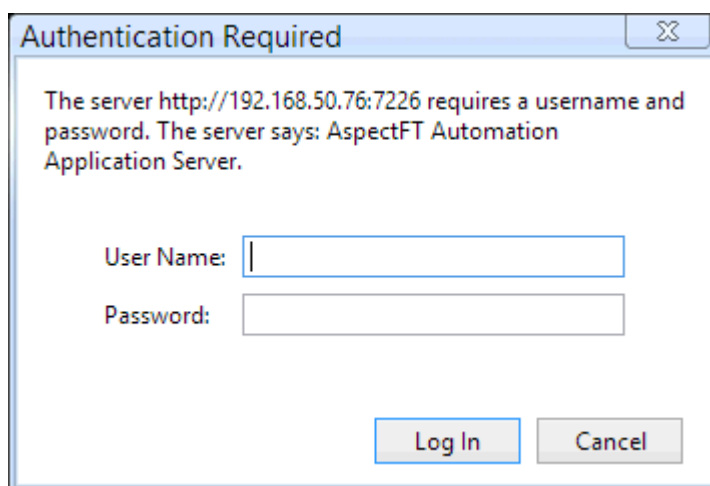 Authentication Required
The server http://192.168.50.76:7226 requires a username and
password. The server says: AspectFT Automation
Application Server.
User Name:
Password:
Log In
Cancel